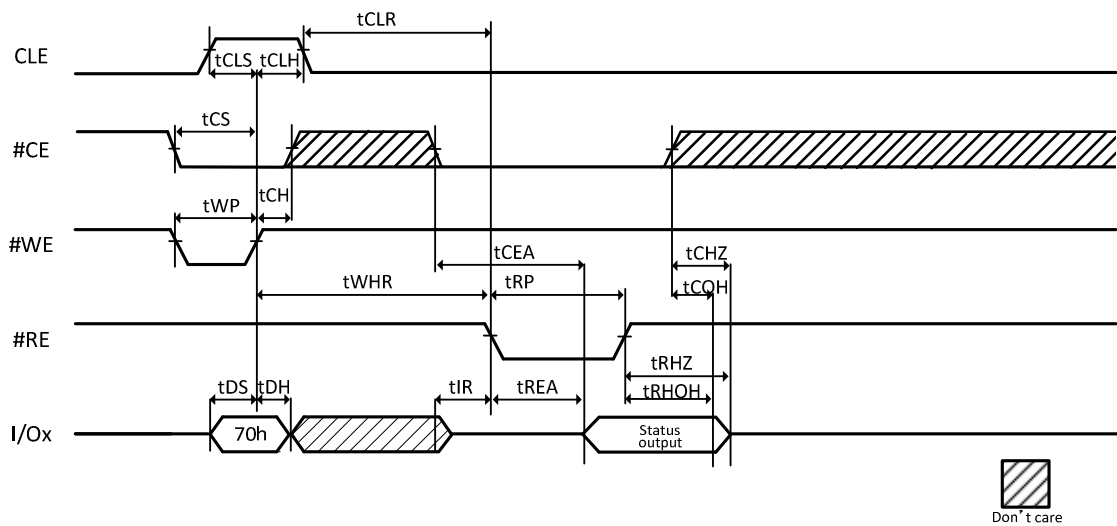 tCLR
CLE
tCLS tCLH
tCS
#CE
tCH
tWP
#WE
tCEA
tCHZ
tWHR
tRP
tCOH
#RE
tRHZ
tDS tDH
tIR
tREA
tRHOH
I/Ox
70h
Status
output
Don't care